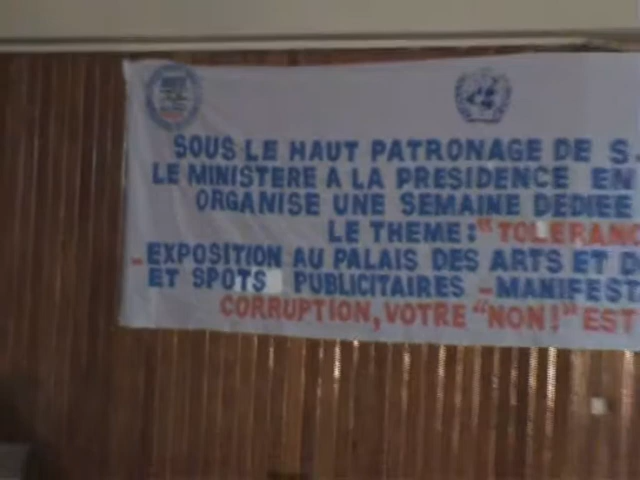 SOUS LE HAUT PATRONAGE DE S.
LE MINISTERE A LA PRESIDENCE EN
ORGANISE UNE SEMAINE DEDIEE
LE THEME: "TOLERANC
-EXPOSITION AU PALAIS DES ARTS ET D
ET SPOTS PUBLICITAIRES -MANIFEST
CORRUPTION, VOTRE "NON!" EST